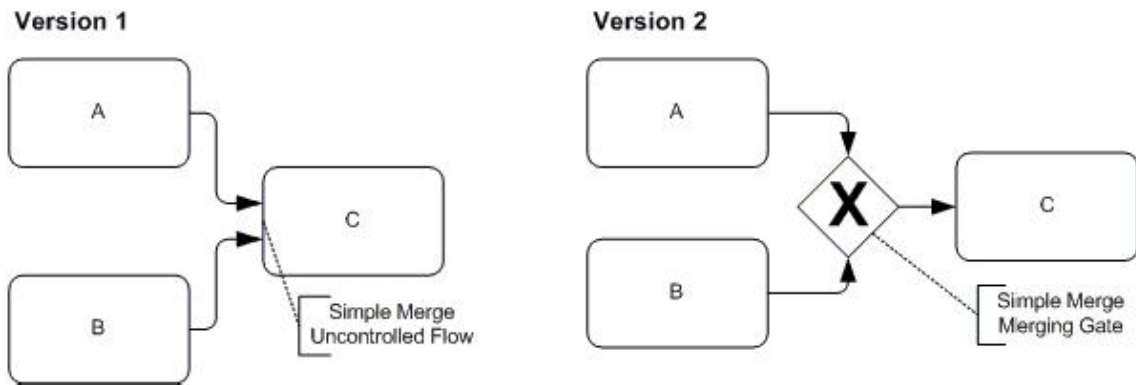 Version 1
A
B
C
Simple Merge
Uncontrolled Flow
Version 2
A
B
X
C
Simple Merge
Merging Gate